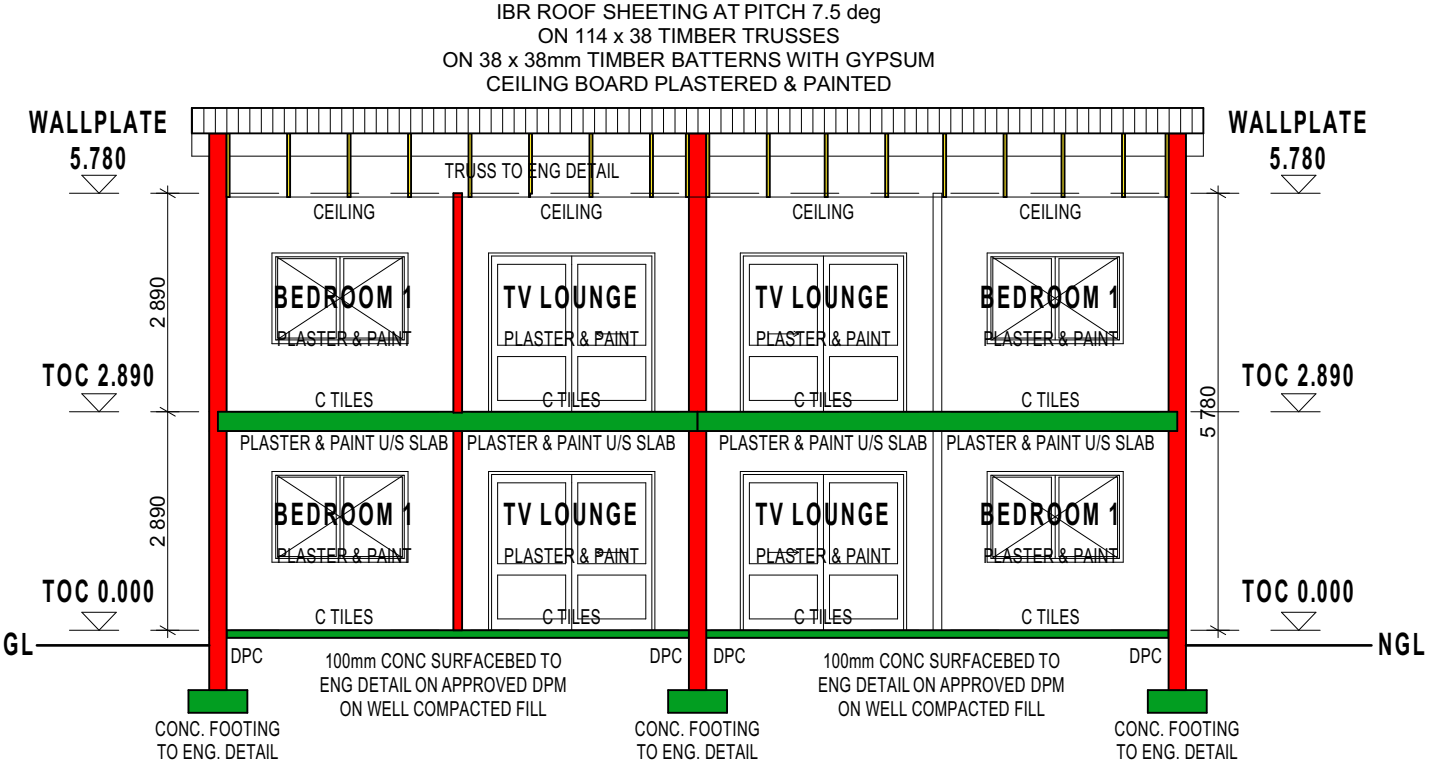 IBR ROOF SHEETING AT PITCH 7.5 deg
ON 114 x 38 TIMBER TRUSSES
ON 38 x 38mm TIMBER BATTERNS WITH GYPSUM
CEILING BOARD PLASTERED & PAINTED
WALLPLATE
5.780
WALLPLATE
5.780
TRUSS TO ENG DETAIL
CEILING CEILING CEILING CEILING
2 890
BEDROOM 1 TV LOUNGE TV LOUNGE BEDROOM 1
PLASTER & PAINT PLASTER & PAINT PLASTER & PAINT PLASTER & PAINT
TOC 2.890 TOC 2.890
C TILES C TILES C TILES C TILES
5 780
PLASTER & PAINT U/S SLAB PLASTER & PAINT U/S SLAB PLASTER & PAINT U/S SLAB PLASTER & PAINT U/S SLAB
2 890
BEDROOM 1 TV LOUNGE TV LOUNGE BEDROOM 1
PLASTER & PAINT PLASTER & PAINT PLASTER & PAINT PLASTER & PAINT
TOC 0.000 TOC 0.000
C TILES C TILES C TILES C TILES
GL NGL
DPC DPC DPC DPC
100mm CONC SURFACEBED TO
ENG DETAIL ON APPROVED DPM
ON WELL COMPACTED FILL
100mm CONC SURFACEBED TO
ENG DETAIL ON APPROVED DPM
ON WELL COMPACTED FILL
CONC. FOOTING
TO ENG. DETAIL
CONC. FOOTING
TO ENG. DETAIL
CONC. FOOTING
TO ENG. DETAIL